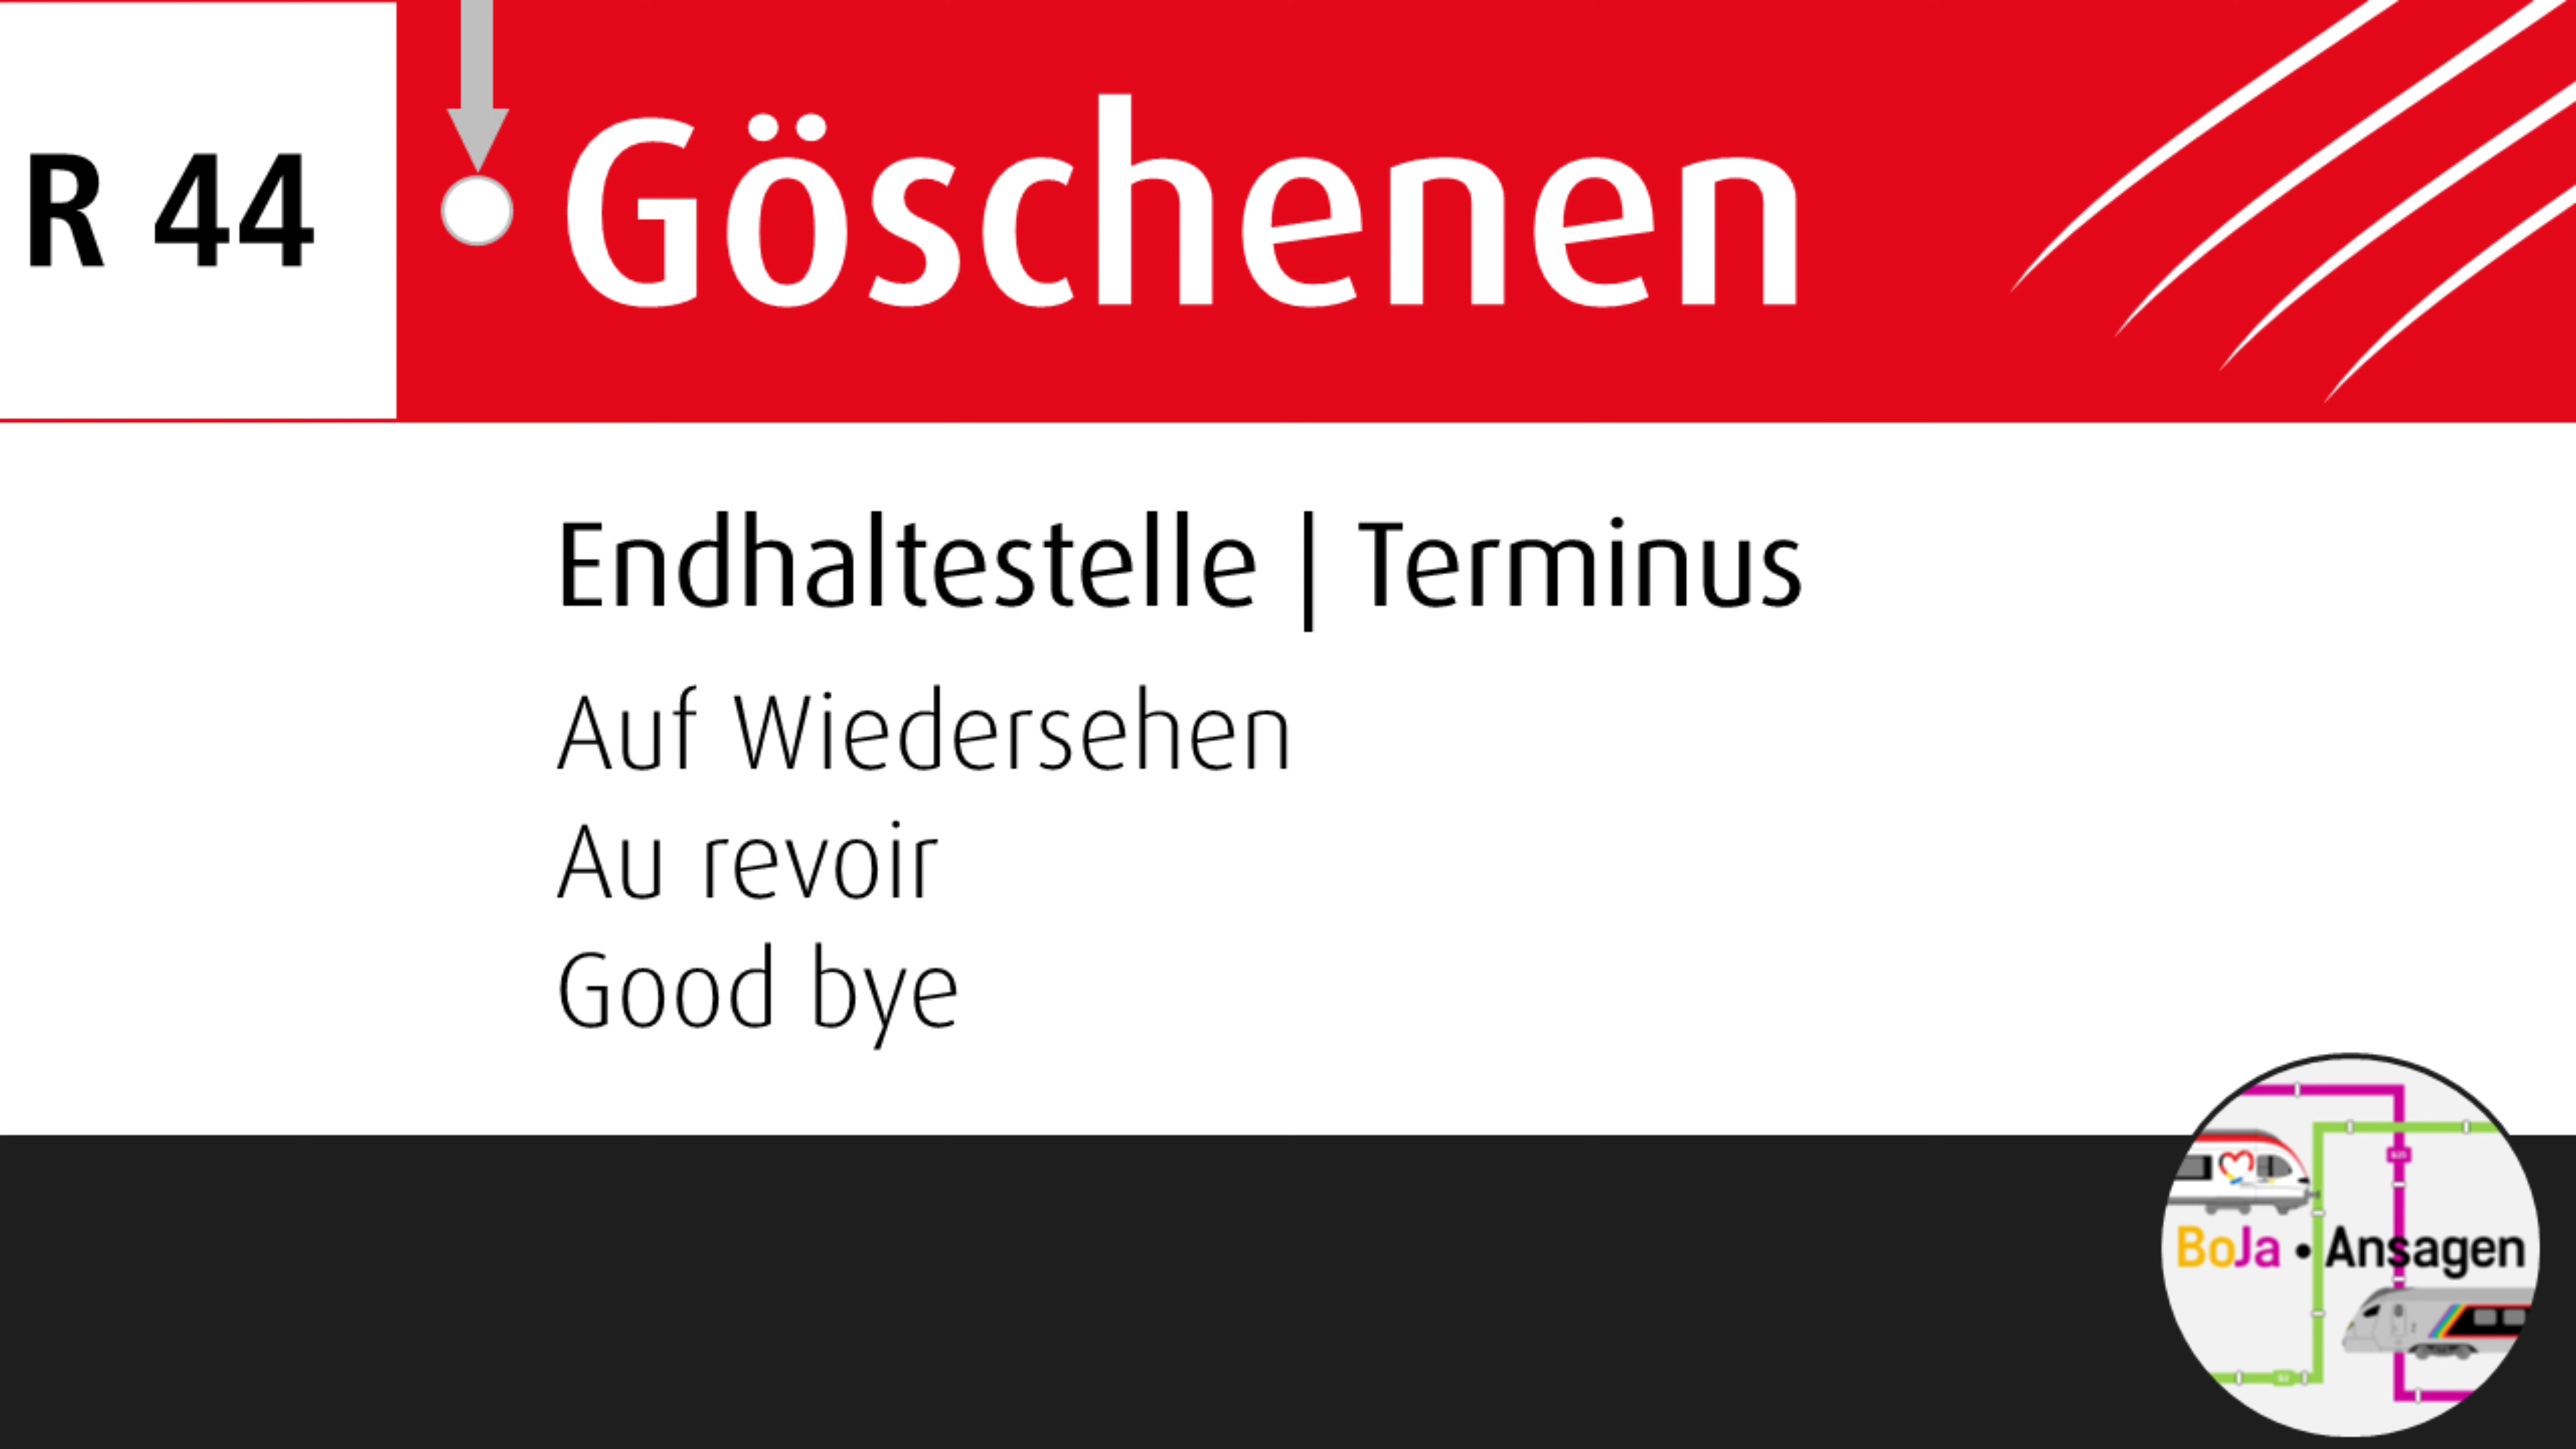 R 44
Göschenen
Endhaltestelle | Terminus
Auf Wiedersehen
Au revoir
Good bye
BoJa • Ansagen